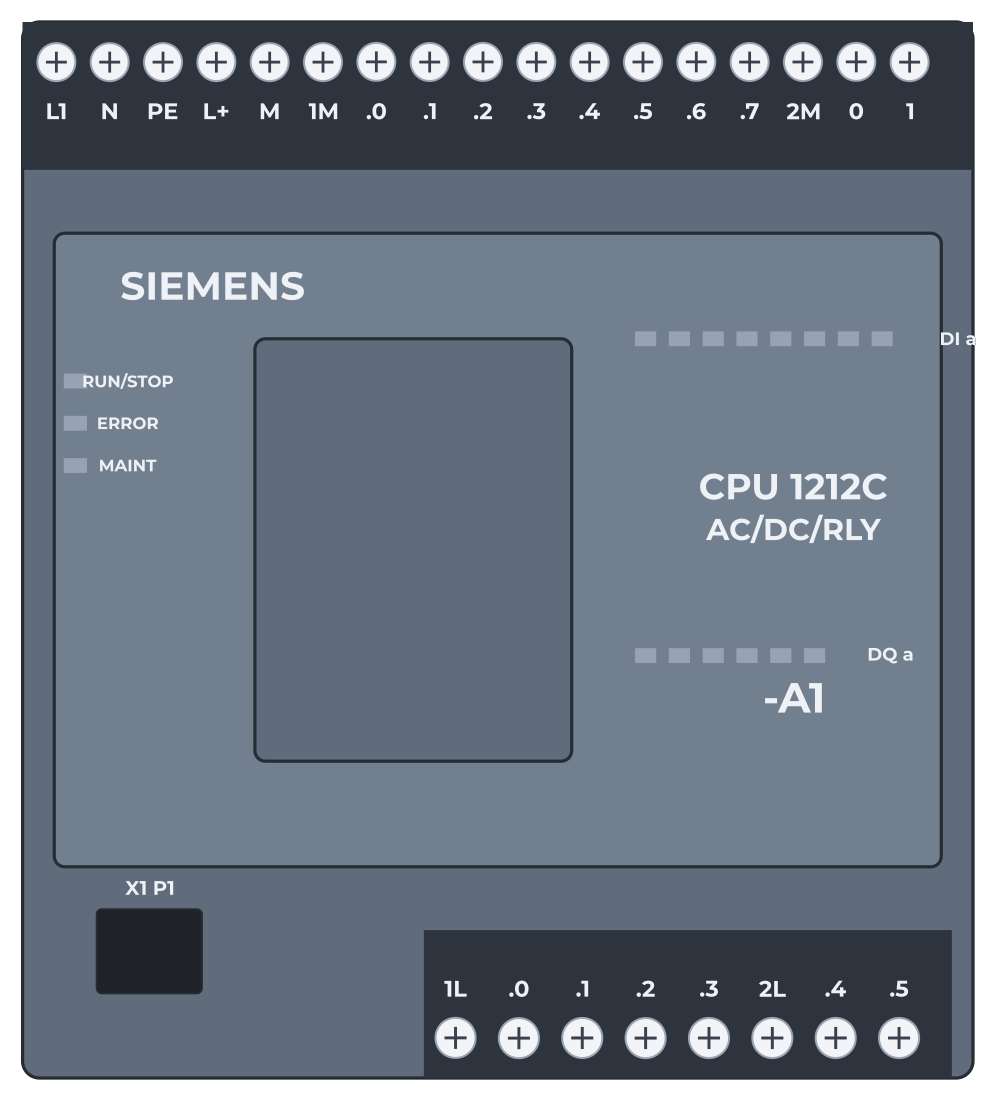 L1 N PE L+ M 1M .0 .1 .2 .3 .4 .5 .6 .7 2M 0 1
SIEMENS
DI a
RUN/STOP
ERROR
MAINT
CPU 1212C
AC/DC/RLY
DQ a
-A1
X1 P1
1L .0 .1 .2 .3 2L .4 .5